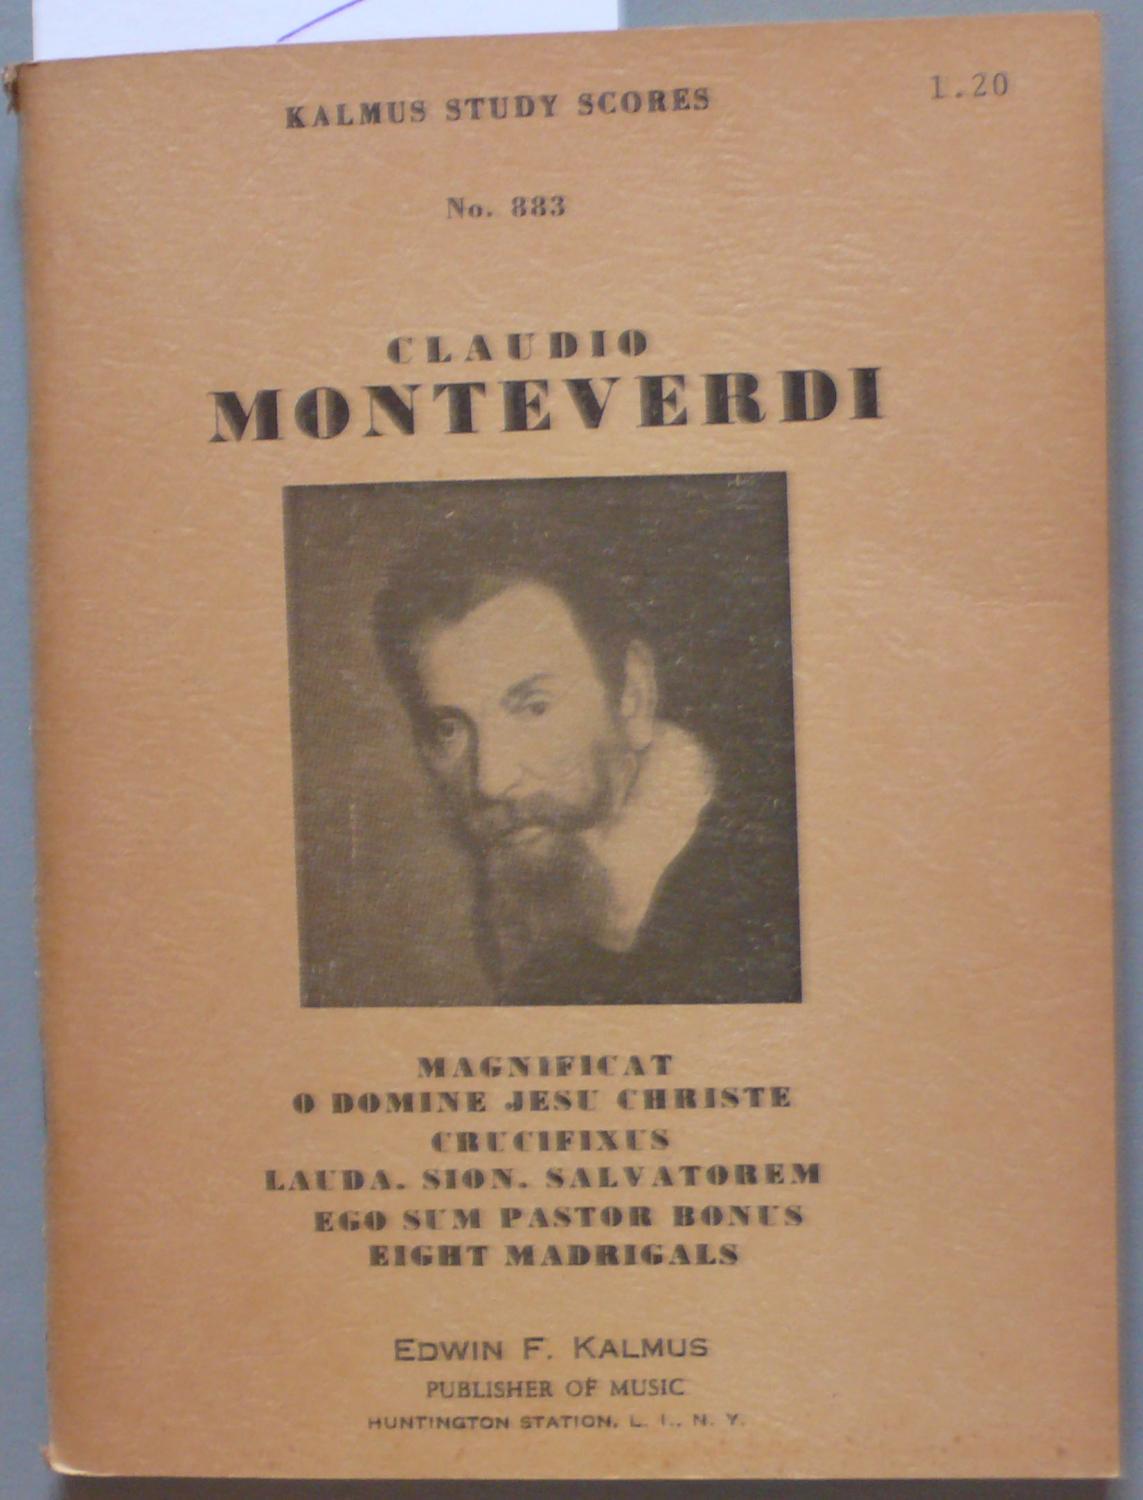 KALMUS STUDY SCORES
1.20
No. 883
CLAUDIO
MONTEVERDI
MAGNIFICAT
O DOMINE JESU CHRISTE
CRUCIFIXUS
LAUDA. SION. SALVATOREM
EGO SUM PASTOR BONUS
EIGHT MADRIGALS
EDWIN F. KALMUS
PUBLISHER OF MUSIC
HUNTINGTON STATION, L. I., N. Y.